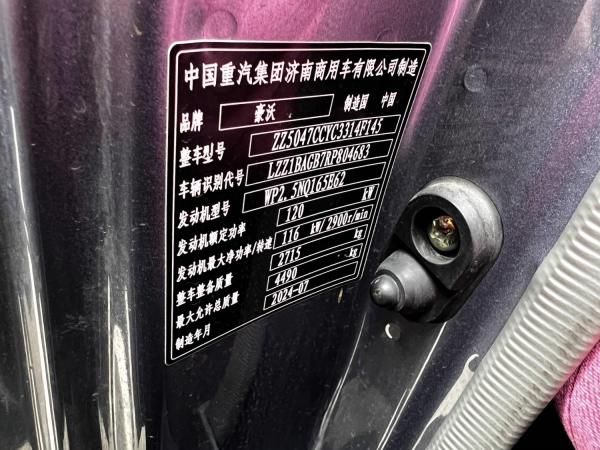 中国重汽集团济南商用车有限公司制造
品牌 豪沃 制造国 中国
整车型号 ZZ5047CCYC3314F145
车辆识别代号 LZZ1BAGB7RP804683
发动机型号 WP2.5NQ165E62
发动机额定功率 120 kW
发动机最大净功率/转速 116 kW/2900r/min
整车整备质量 2715 kg
最大允许总质量 4490 kg
制造年月 2024-07